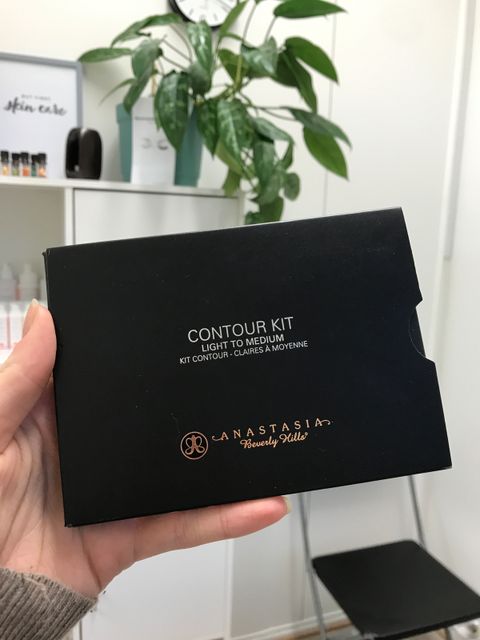 skin care
CONTOUR KIT
LIGHT TO MEDIUM
KIT CONTOUR - CLAIRES À MOYENNE
ANASTASIA
Beverly Hills®